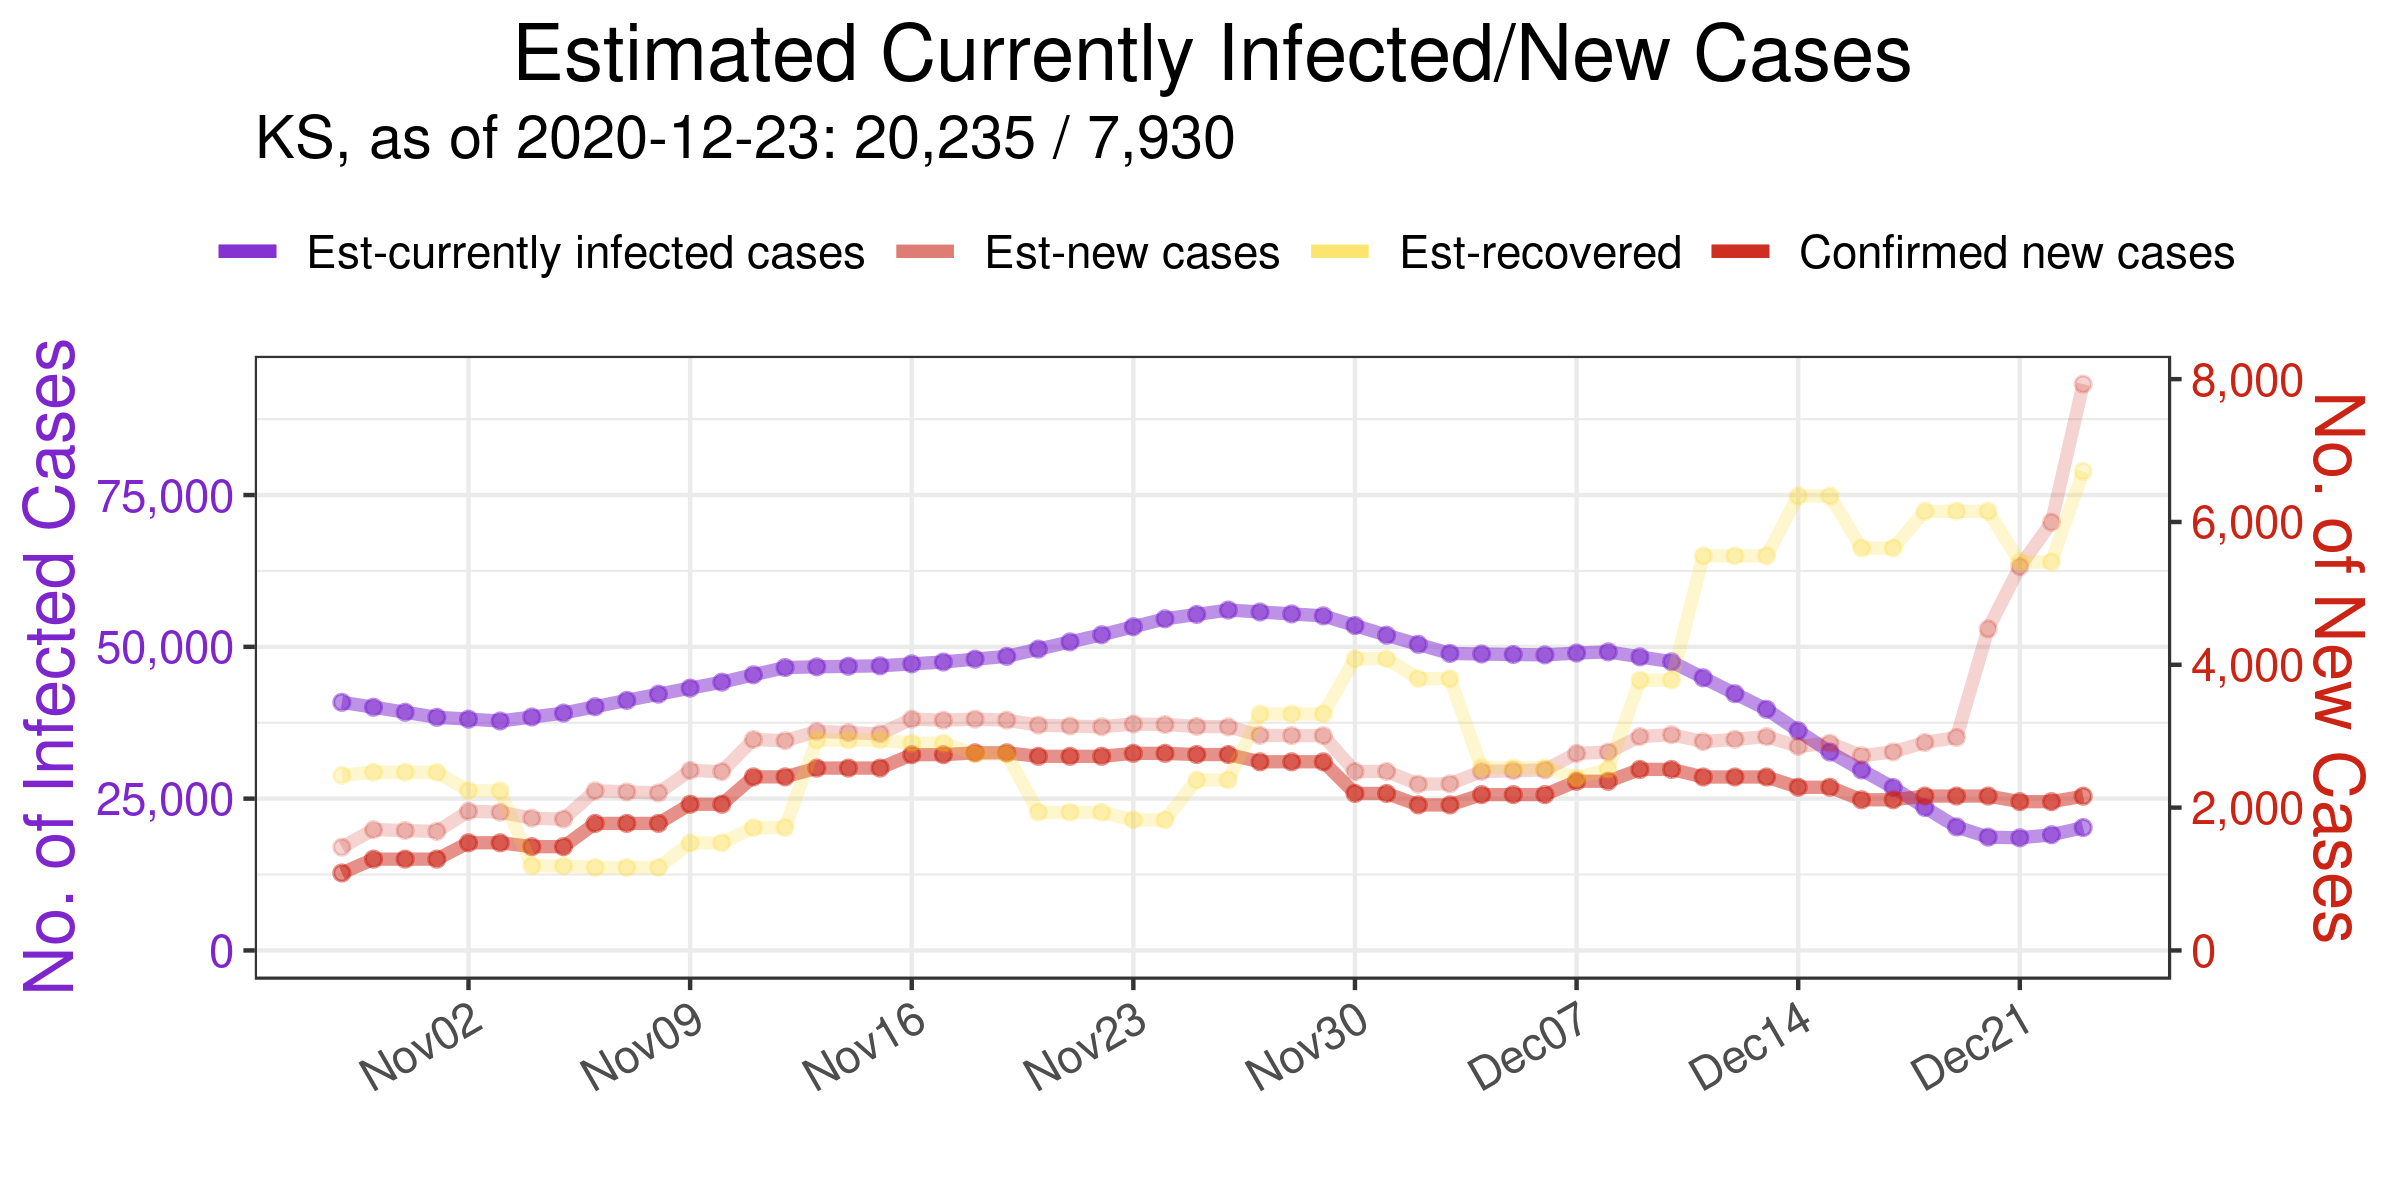 Estimated Currently Infected/New Cases
KS, as of 2020-12-23: 20,235 / 7,930
Est-currently infected cases Est-new cases Est-recovered Confirmed new cases
No. of Infected Cases
75,000
50,000
25,000
0
8,000
6,000
4,000
2,000
0
No. of New Cases
Nov02 Nov09 Nov16 Nov23 Nov30 Dec07 Dec14 Dec21